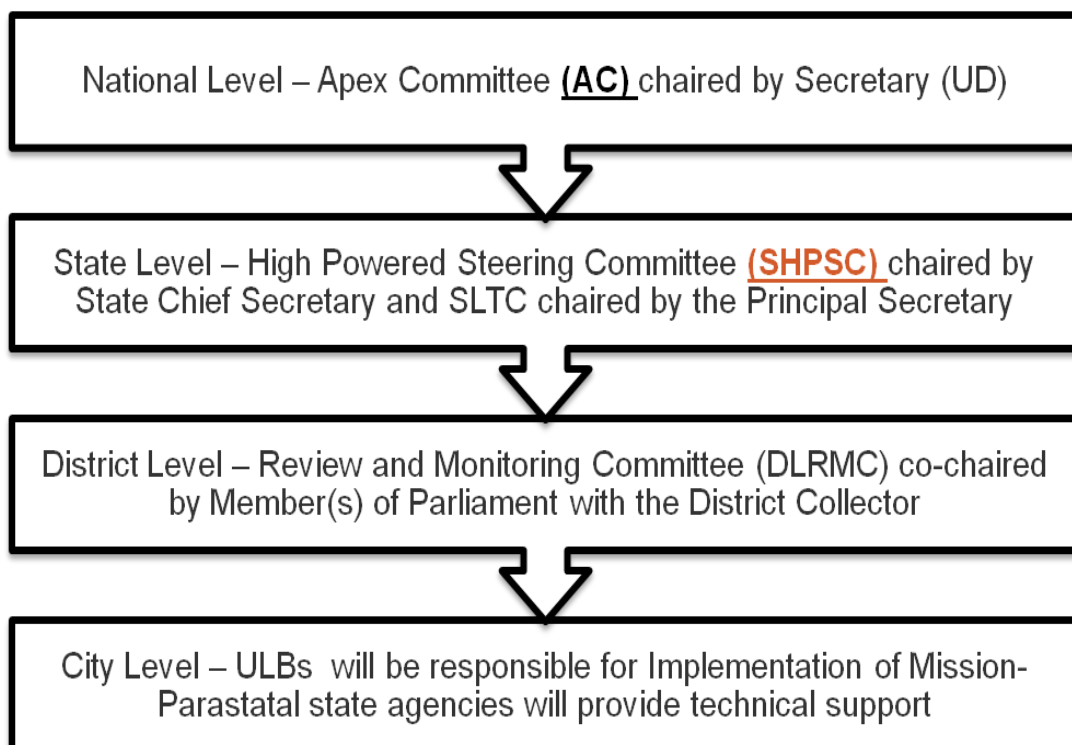 National Level – Apex Committee (AC) chaired by Secretary (UD)
State Level – High Powered Steering Committee (SHPSC) chaired by
State Chief Secretary and SLTC chaired by the Principal Secretary
District Level – Review and Monitoring Committee (DLRMC) co-chaired
by Member(s) of Parliament with the District Collector
City Level – ULBs will be responsible for Implementation of Mission-
Parastatal state agencies will provide technical support